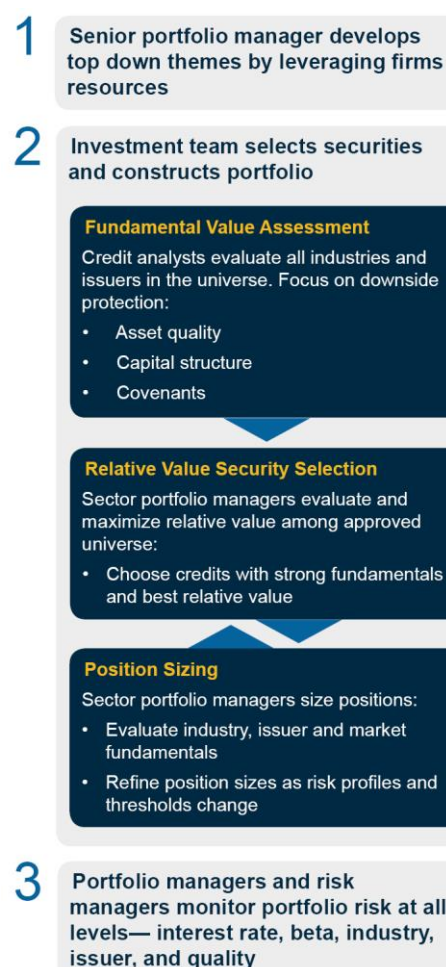 1
Senior portfolio manager develops
top down themes by leveraging firms
resources
2
Investment team selects securities
and constructs portfolio
Fundamental Value Assessment
Credit analysts evaluate all industries and
issuers in the universe. Focus on downside
protection:
• Asset quality
• Capital structure
• Covenants
Relative Value Security Selection
Sector portfolio managers evaluate and
maximize relative value among approved
universe:
• Choose credits with strong fundamentals
and best relative value
Position Sizing
Sector portfolio managers size positions:
• Evaluate industry, issuer and market
fundamentals
• Refine position sizes as risk profiles and
thresholds change
3
Portfolio managers and risk
managers monitor portfolio risk at all
levels— interest rate, beta, industry,
issuer, and quality